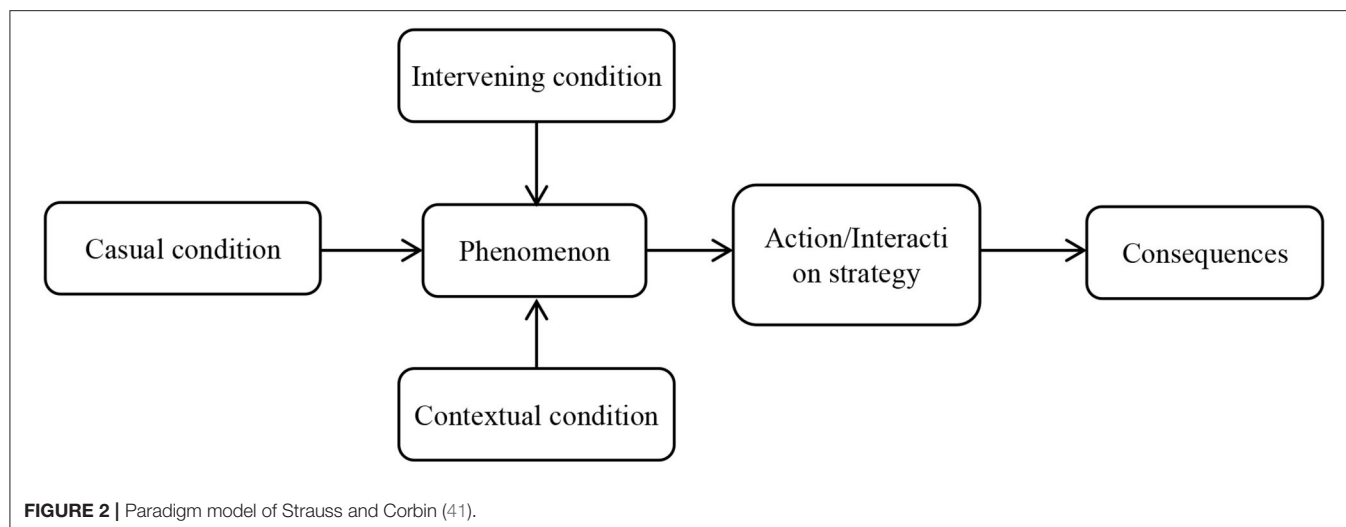 Intervening condition
Casual condition
Phenomenon
Action/Interacti
on strategy
Consequences
Contextual condition
FIGURE 2 | Paradigm model of Strauss and Corbin (41).